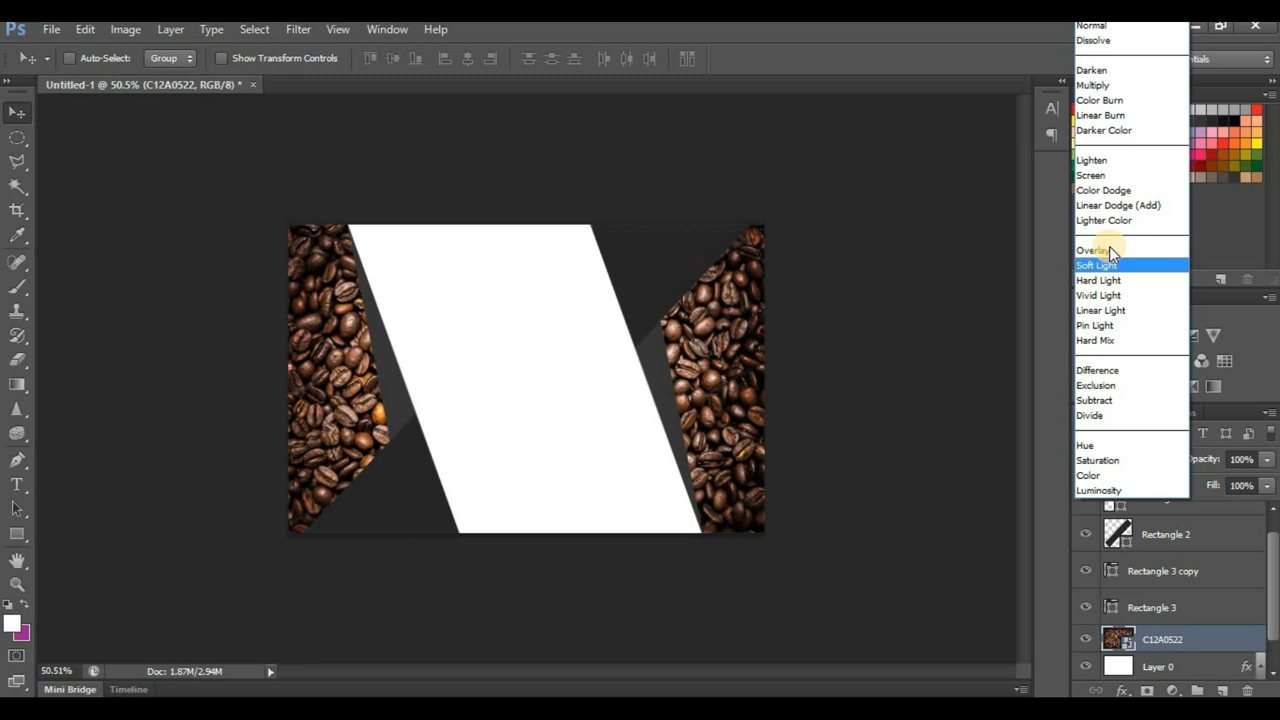 Ps File Edit Image Layer Type Select Filter View Window Help
Auto-Select: Group Show Transform Controls
Untitled-1 @ 50.5% (C12A0522, RGB/8) * ×
Normal
Dissolve
Darken
Multiply
Color Burn
Linear Burn
Darker Color
Lighten
Screen
Color Dodge
Linear Dodge (Add)
Lighter Color
Overlay
Soft Light
Hard Light
Vivid Light
Linear Light
Pin Light
Hard Mix
Difference
Exclusion
Subtract
Divide
Hue
Saturation
Color
Luminosity
Opacity: 100%
Fill: 100%
Rectangle 2
Rectangle 3 copy
Rectangle 3
C12A0522
Layer 0 fx
50.51% Doc: 1.87M/2.94M
Mini Bridge Timeline